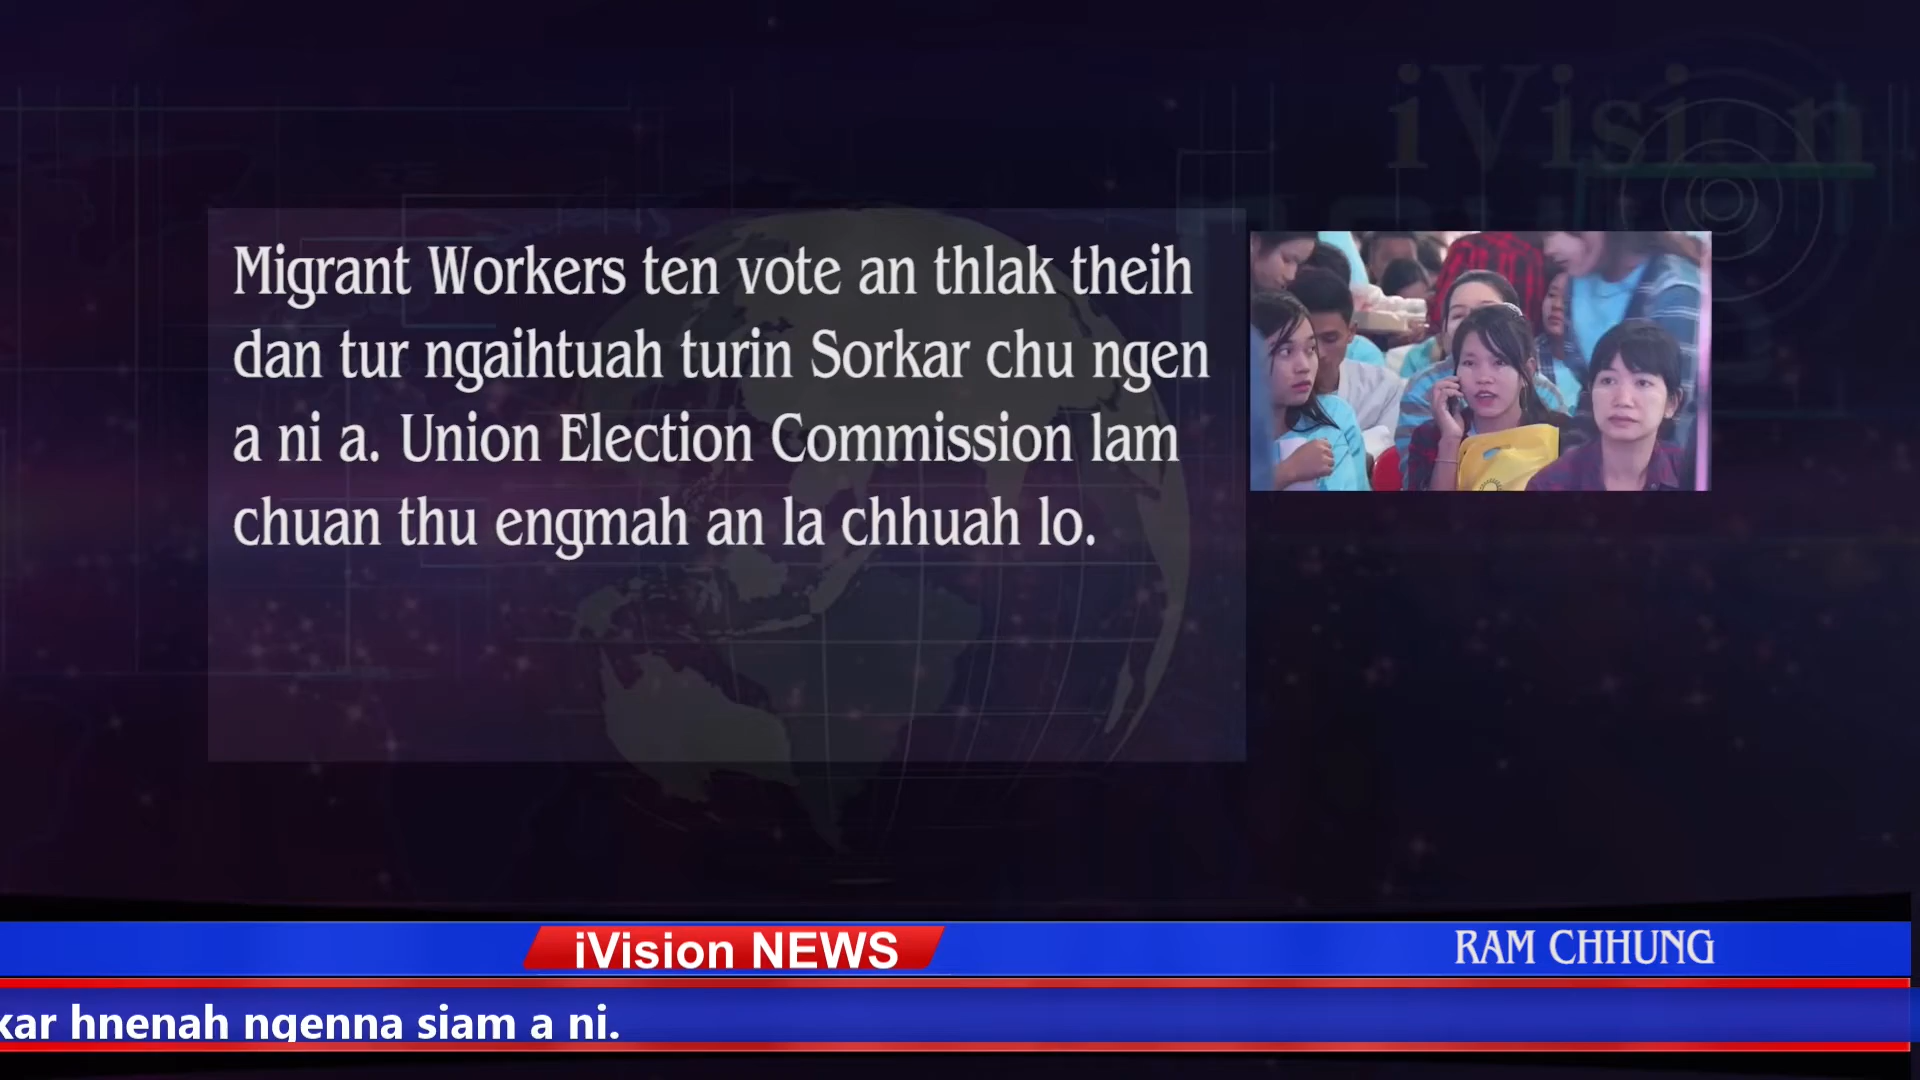 iVision
Migrant Workers ten vote an thlak theih
dan tur ngaihtuah turin Sorkar chu ngen
a ni a. Union Election Commission lam
chuan thu engmah an la chhuah lo.
iVision NEWS
RAM CHHUNG
kar hnenah ngenna siam a ni.